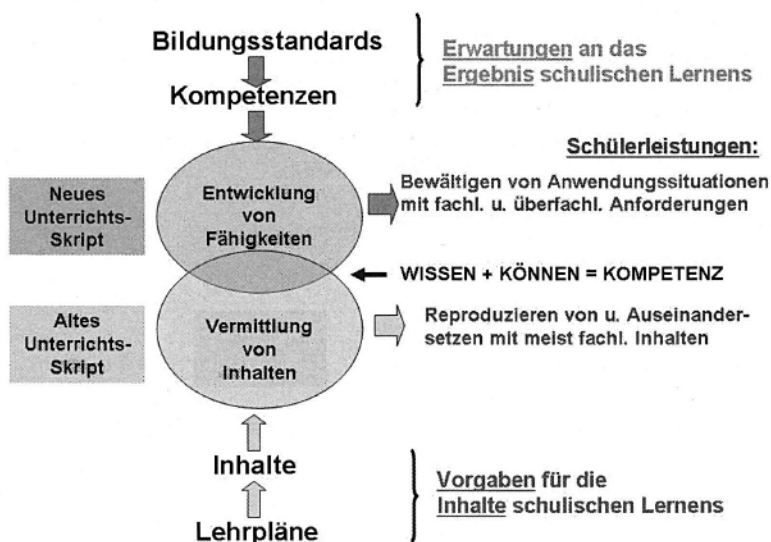 Bildungsstandards
Erwartungen an das
Ergebnis schulischen Lernens
Kompetenzen
Schülerleistungen:
Neues
Unterrichts-
Skript
Entwicklung
von
Fähigkeiten
Bewältigen von Anwendungssituationen
mit fachl. u. überfachl. Anforderungen
WISSEN + KÖNNEN = KOMPETENZ
Altes
Unterrichts-
Skript
Vermittlung
von
Inhalten
Reproduzieren von u. Auseinander-
setzen mit meist fachl. Inhalten
Inhalte
Vorgaben für die
Inhalte schulischen Lernens
Lehrpläne